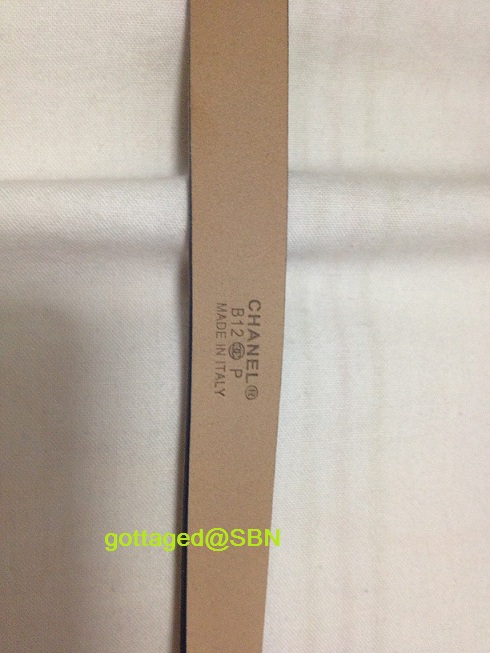 CHANEL®
B12 P
MADE IN ITALY
gottaged@SBN